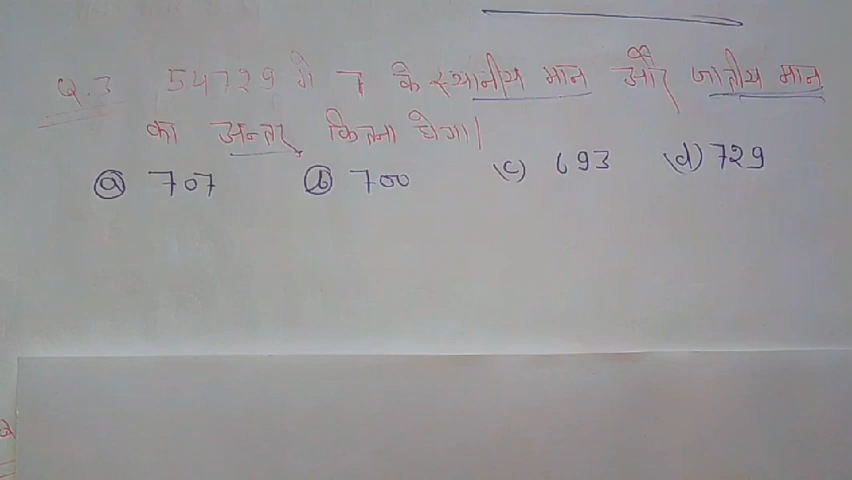 Q.3 54729 में 7 के स्थानीय मान और जातीय मान
का अन्तर कितना होगा।
(a) 707 (b) 700 (c) 693 (d) 729